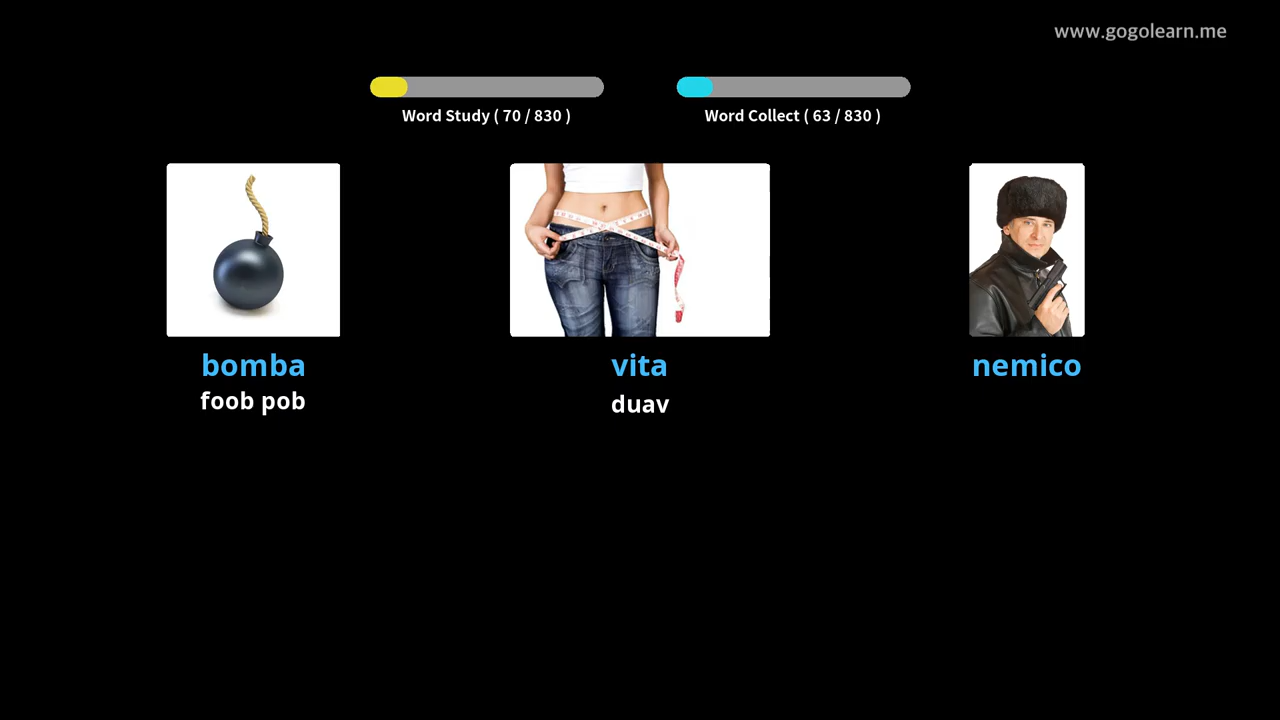 www.gogolearn.me
Word Study ( 70 / 830 )
Word Collect ( 63 / 830 )
bomba
vita
nemico
foob pob
duav